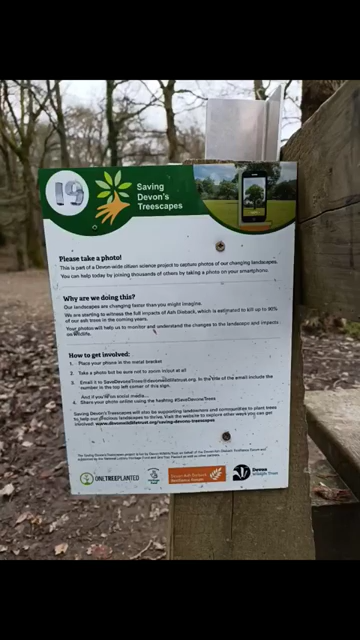 19
Saving
Devon's
Treescapes
Please take a photo!
This is part of a Devon-wide citizen science project to capture photos of our changing landscapes.
You can help today by joining thousands of others by taking a photo on your smartphone.
Why are we doing this?
Our landscapes are changing faster than you might imagine.
We are starting to witness the full impacts of Ash Dieback, which is estimated to kill up to 90%
of our ash trees in the coming years.
Your photos will help us to monitor and understand the changes to the landscape and impacts
on wildlife.
How to get involved:
1. Place your phone in the metal bracket
2. Take a photo but be sure not to zoom in/out at all
3. Email it to In the title of the email include the
number in the top left corner of this sign.
And if you're on social media...
4. Share your photo online using the hashtag #SaveDevonsTrees
Saving Devon's Treescapes will also be supporting landowners and communities to plant trees
to help our precious landscapes to thrive. Visit the website to explore other ways you can get
involved: www.devonwildlifetrust.org/saving-devons-treescapes
ONETREEPLANTED
Devon
Wildlife Trust